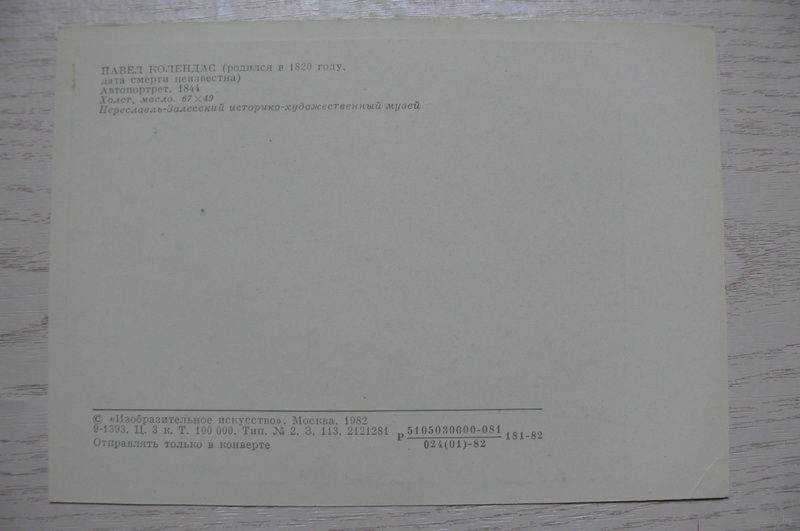 ПАВЕЛ КОЛЕНДАС (родился в 1820 году,
дата смерти неизвестна)
Автопортрет. 1844
Холст, масло. 67×49
Переславль-Залесский историко-художественный музей
© «Изобразительное искусство». Москва. 1982
9-1393. Ц. 3 к. Т. 100 000. Тип. № 2. З. 113. 2121281
Р 5105030000-081
024(01)-82 181-82
Отправлять только в конверте